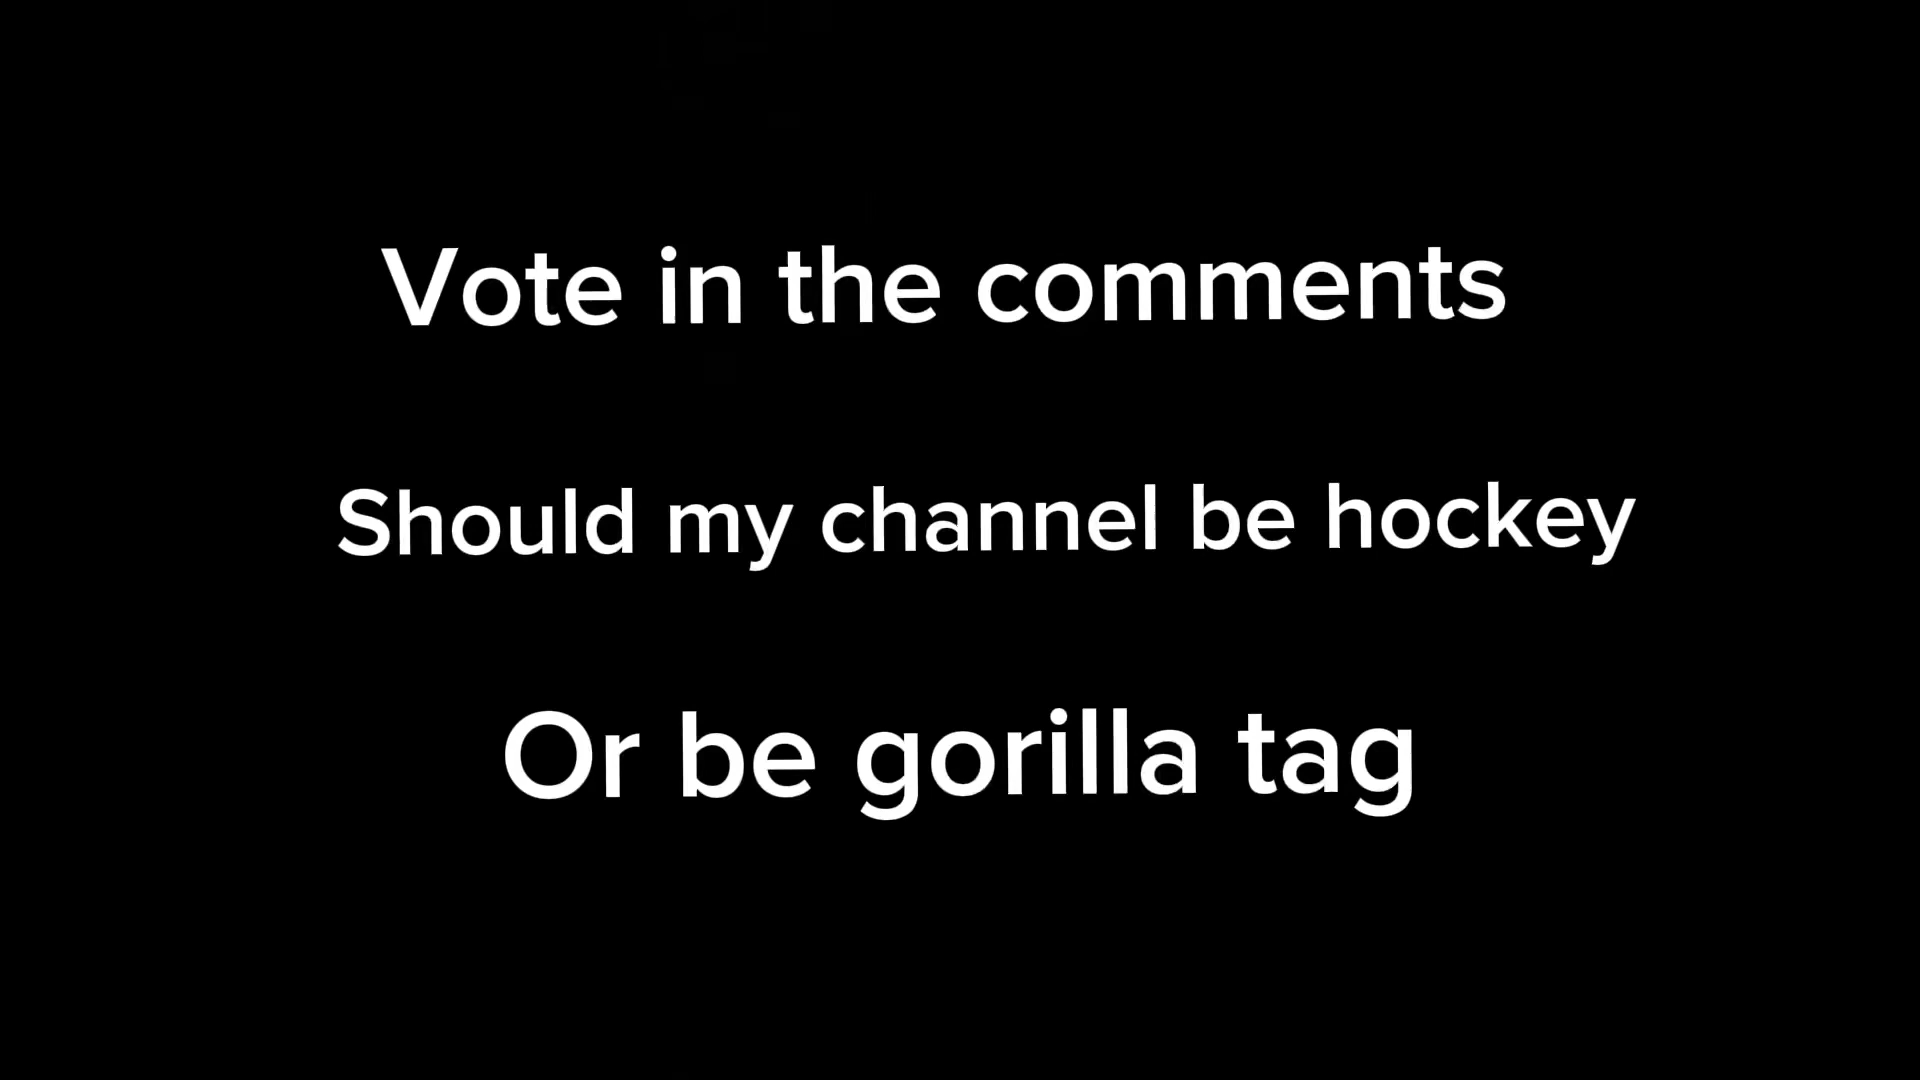 Vote in the comments
Should my channel be hockey
Or be gorilla tag